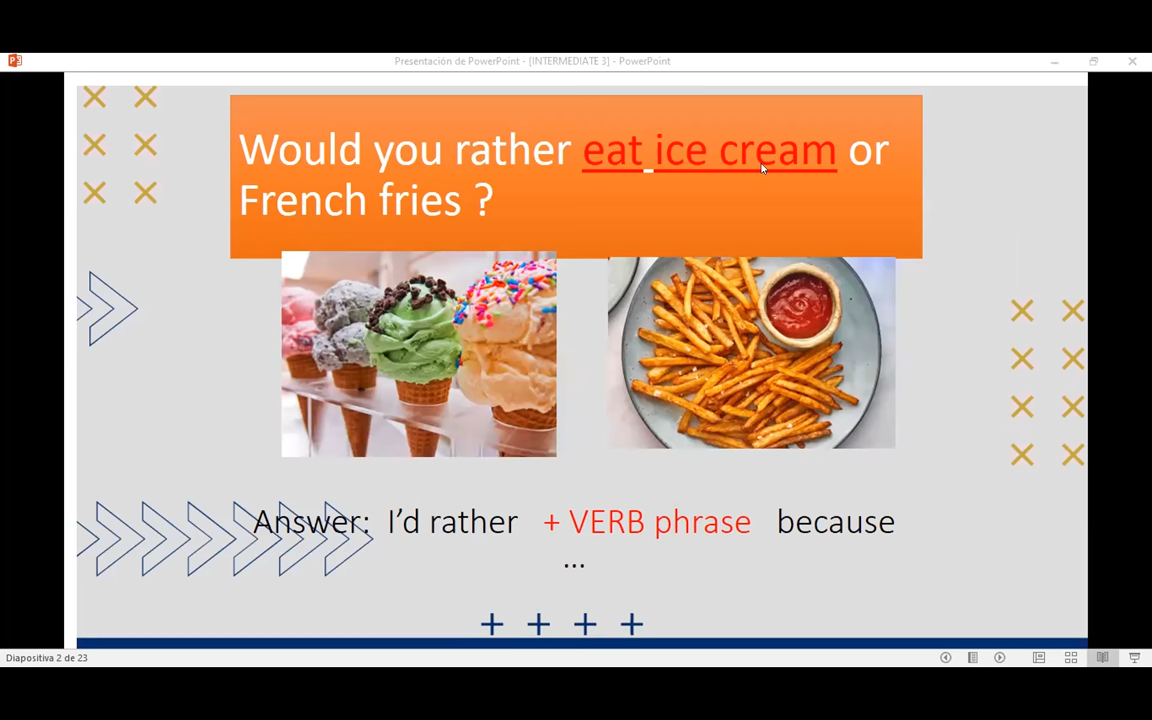 Presentación de PowerPoint - [INTERMEDIATE 3] - PowerPoint
Would you rather eat ice cream or
French fries ?
Answer: I’d rather + VERB phrase because
...
Diapositiva 2 de 23